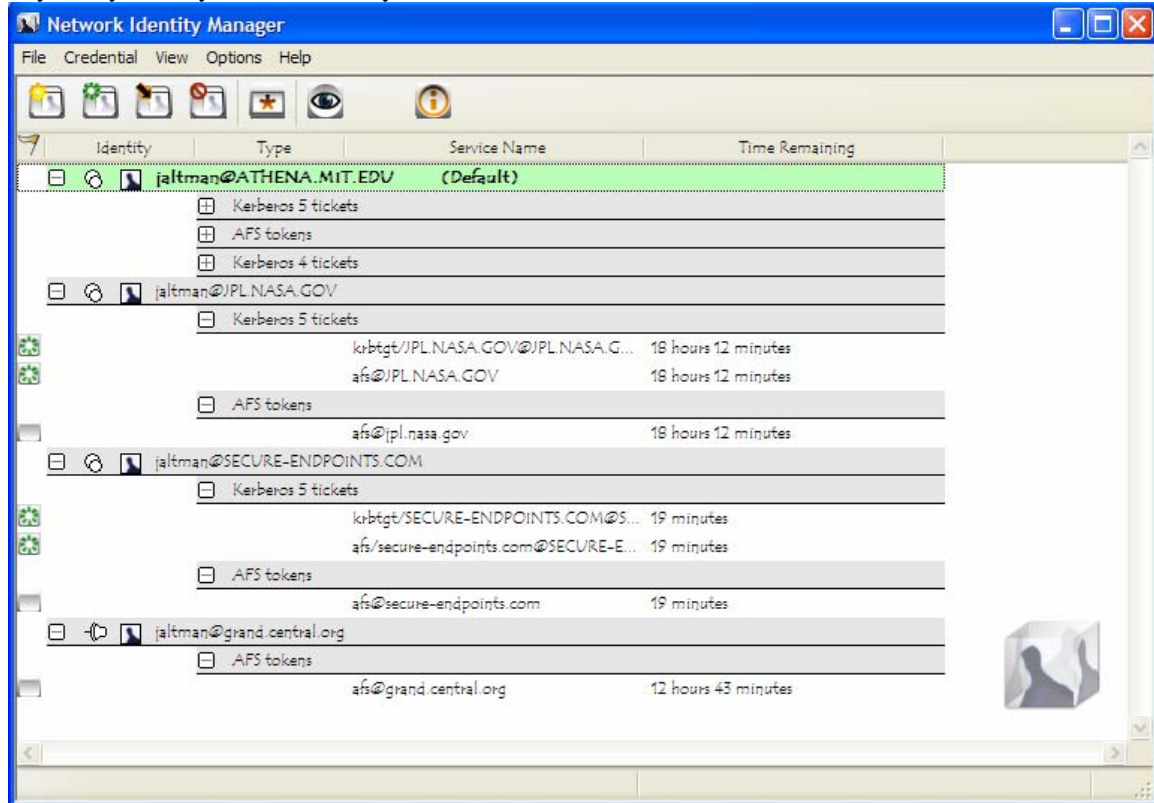 Network Identity Manager
File Credential View Options Help
Identity Type Service Name Time Remaining
jaltman@ATHENA.MIT.EDU (Default)
Kerberos 5 tickets
AFS tokens
Kerberos 4 tickets
jaltman@JPL.NASA.GOV
Kerberos 5 tickets
krbtgt/JPL.NASA.GOV@JPL.NASA.G... 18 hours 12 minutes
afs@JPL.NASA.GOV 18 hours 12 minutes
AFS tokens
afs@jpl.nasa.gov 18 hours 12 minutes
jaltman@SECURE-ENDPOINTS.COM
Kerberos 5 tickets
krbtgt/SECURE-ENDPOINTS.COM@S... 19 minutes
afs/secure-endpoints.com@SECURE-E... 19 minutes
AFS tokens
afs@secure-endpoints.com 19 minutes
jaltman@grand.central.org
AFS tokens
afs@grand.central.org 12 hours 43 minutes